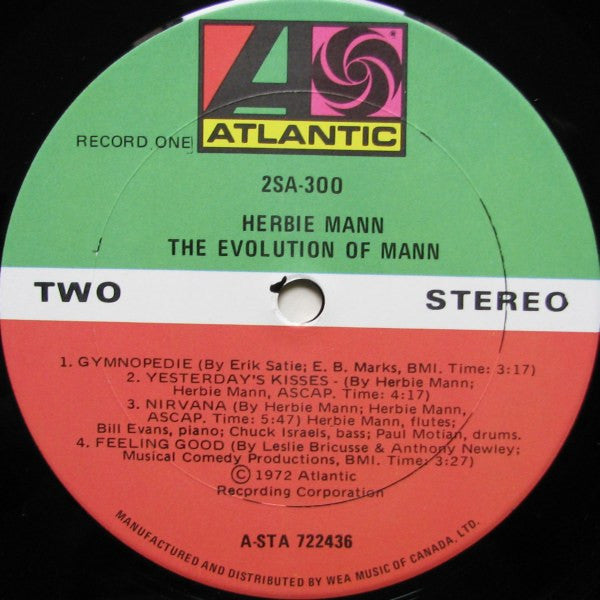 RECORD ONE
ATLANTIC
2SA-300
HERBIE MANN
THE EVOLUTION OF MANN
TWO
STEREO
1. GYMNOPEDIE (By Erik Satie; E. B. Marks, BMI. Time: 3:17)
2. YESTERDAY'S KISSES - (By Herbie Mann;
Herbie Mann, ASCAP. Time: 4:17)
3. NIRVANA (By Herbie Mann; Herbie Mann,
ASCAP. Time: 5:47) Herbie Mann, flutes;
Bill Evans, piano; Chuck Israels, bass; Paul Motian, drums.
4. FEELING GOOD (By Leslie Bricusse & Anthony Newley;
Musical Comedy Productions, BMI. Time: 3:27)
Ⓒ 1972 Atlantic
Recprding Corporation
A-STA 722436
MANUFACTURED AND DISTRIBUTED BY WEA MUSIC OF CANADA, LTD.